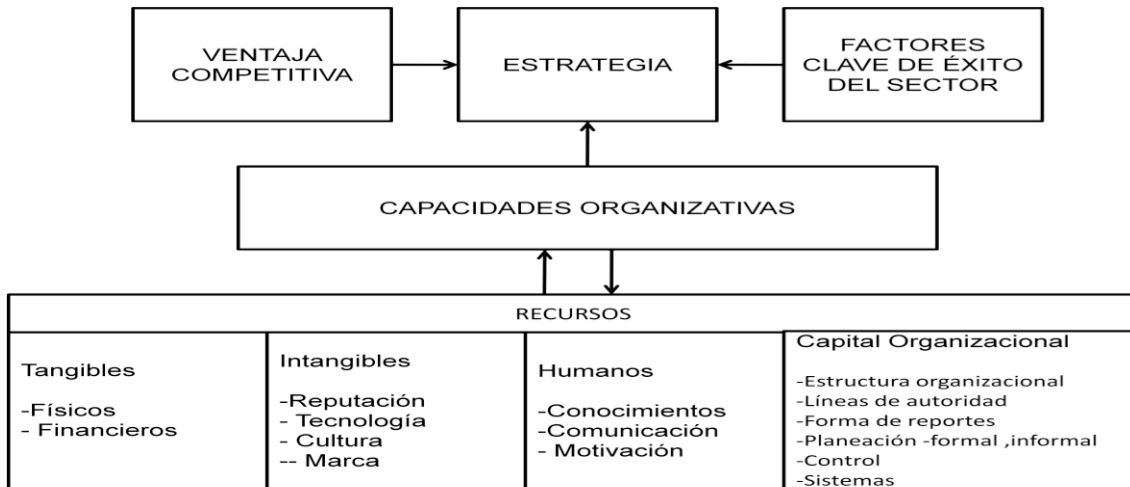 VENTAJA
COMPETITIVA
ESTRATEGIA
FACTORES
CLAVE DE ÉXITO
DEL SECTOR
CAPACIDADES ORGANIZATIVAS
RECURSOS
Tangibles
-Físicos
- Financieros
Intangibles
-Reputación
- Tecnología
- Cultura
-- Marca
Humanos
-Conocimientos
-Comunicación
- Motivación
Capital Organizacional
-Estructura organizacional
-Líneas de autoridad
-Forma de reportes
-Planeación -formal ,informal
-Control
-Sistemas